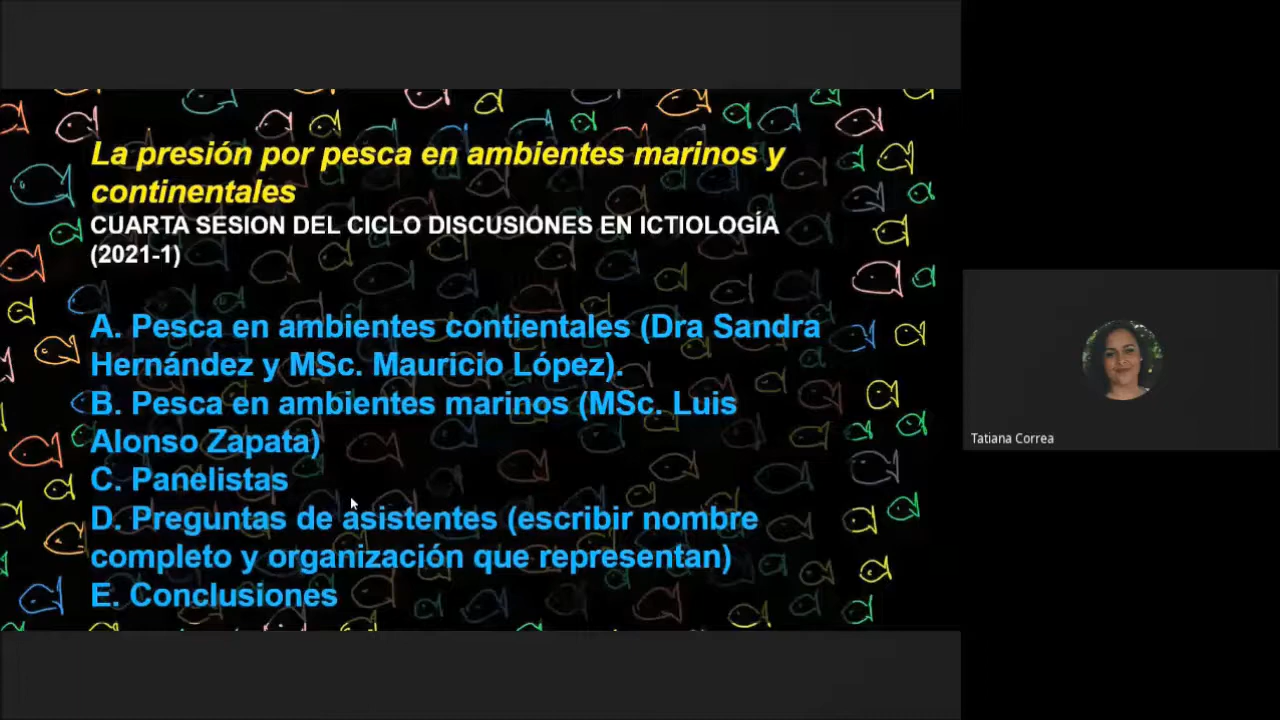 La presión por pesca en ambientes marinos y
continentales
CUARTA SESION DEL CICLO DISCUSIONES EN ICTIOLOGÍA
(2021-1)
A. Pesca en ambientes contientales (Dra Sandra
Hernández y MSc. Mauricio López).
B. Pesca en ambientes marinos (MSc. Luis
Alonso Zapata)
C. Panelistas
D. Preguntas de asistentes (escribir nombre
completo y organización que representan)
E. Conclusiones
Tatiana Correa